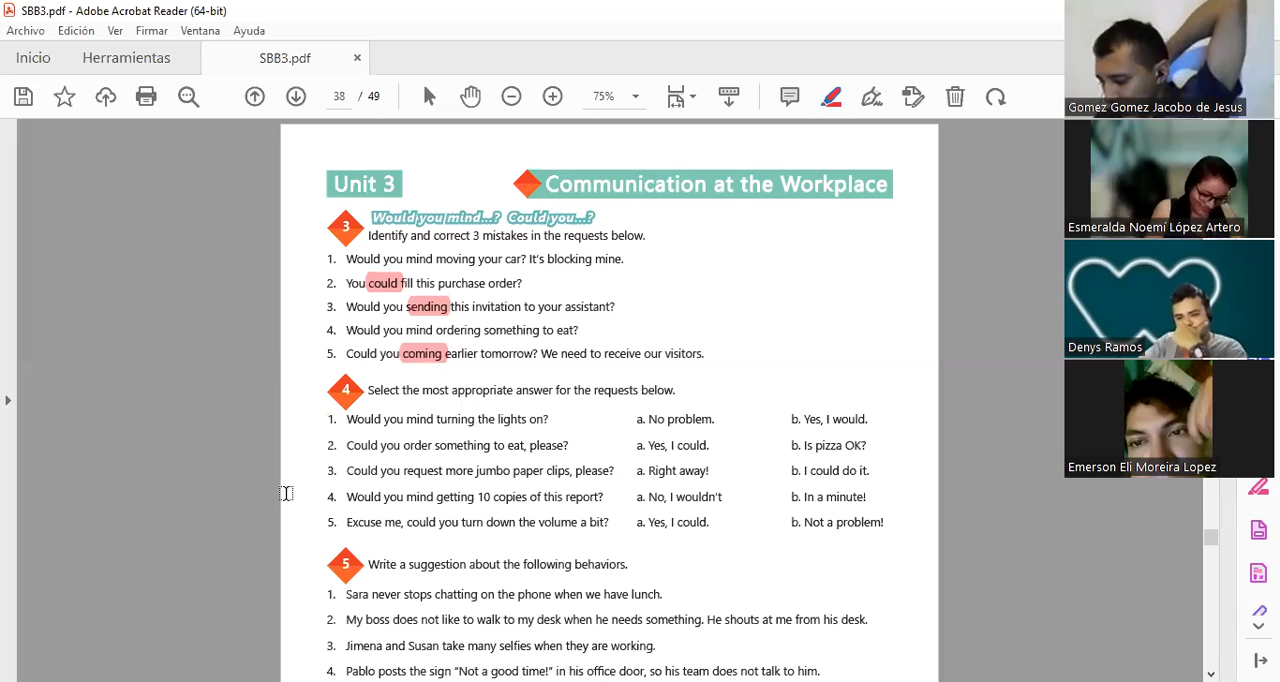 SBB3.pdf - Adobe Acrobat Reader (64-bit)
Archivo Edición Ver Firmar Ventana Ayuda
Inicio Herramientas SBB3.pdf ×
38 / 49 75%
Unit 3 Communication at the Workplace
3 Would you mind...? Could you...?
Identify and correct 3 mistakes in the requests below.
1. Would you mind moving your car? It's blocking mine.
2. You could fill this purchase order?
3. Would you sending this invitation to your assistant?
4. Would you mind ordering something to eat?
5. Could you coming earlier tomorrow? We need to receive our visitors.
4 Select the most appropriate answer for the requests below.
1. Would you mind turning the lights on? a. No problem. b. Yes, I would.
2. Could you order something to eat, please? a. Yes, I could. b. Is pizza OK?
3. Could you request more jumbo paper clips, please? a. Right away! b. I could do it.
4. Would you mind getting 10 copies of this report? a. No, I wouldn't b. In a minute!
5. Excuse me, could you turn down the volume a bit? a. Yes, I could. b. Not a problem!
5 Write a suggestion about the following behaviors.
1. Sara never stops chatting on the phone when we have lunch.
2. My boss does not like to walk to my desk when he needs something. He shouts at me from his desk.
3. Jimena and Susan take many selfies when they are working.
4. Pablo posts the sign "Not a good time!" in his office door, so his team does not talk to him.
Gomez Gomez Jacobo de Jesus
Esmeralda Noemí López Artero
Denys Ramos
Emerson Eli Moreira Lopez